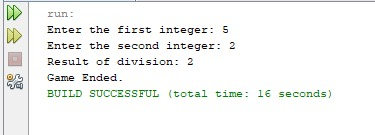 run:
Enter the first integer: 5
Enter the second integer: 2
Result of division: 2
Game Ended.
BUILD SUCCESSFUL (total time: 16 seconds)